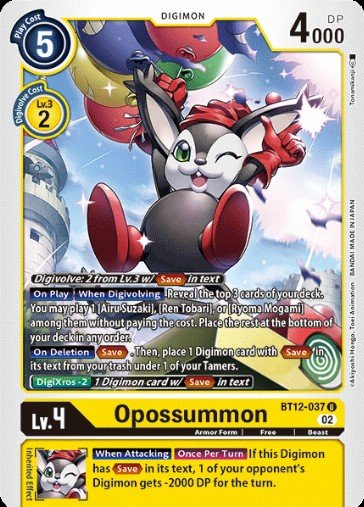 DIGIMON
Play Cost
5
DP
4000
Digivolve Cost
Lv.3
2
Tonamikanji
©Akiyoshi Hongo, Toei Animation BANDAI MADE IN JAPAN
Digivolve: 2 from Lv.3 w/ Save in text
On Play When Digivolving Reveal the top 3 cards of your deck.
You may play 1 [Airu Suzaki], [Ren Tobari], or [Ryoma Mogami]
among them without paying the cost. Place the rest at the bottom of
your deck in any order.
On Deletion Save. Then, place 1 Digimon card with Save in
its text from your trash under 1 of your Tamers.
DigiXros -2 1 Digimon card w/ Save in text
Lv.4
Opossummon
BT12-037 U
02
Armor Form Free Beast
Inherited Effect
When Attacking Once Per Turn If this Digimon
has Save in its text, 1 of your opponent's
Digimon gets -2000 DP for the turn.